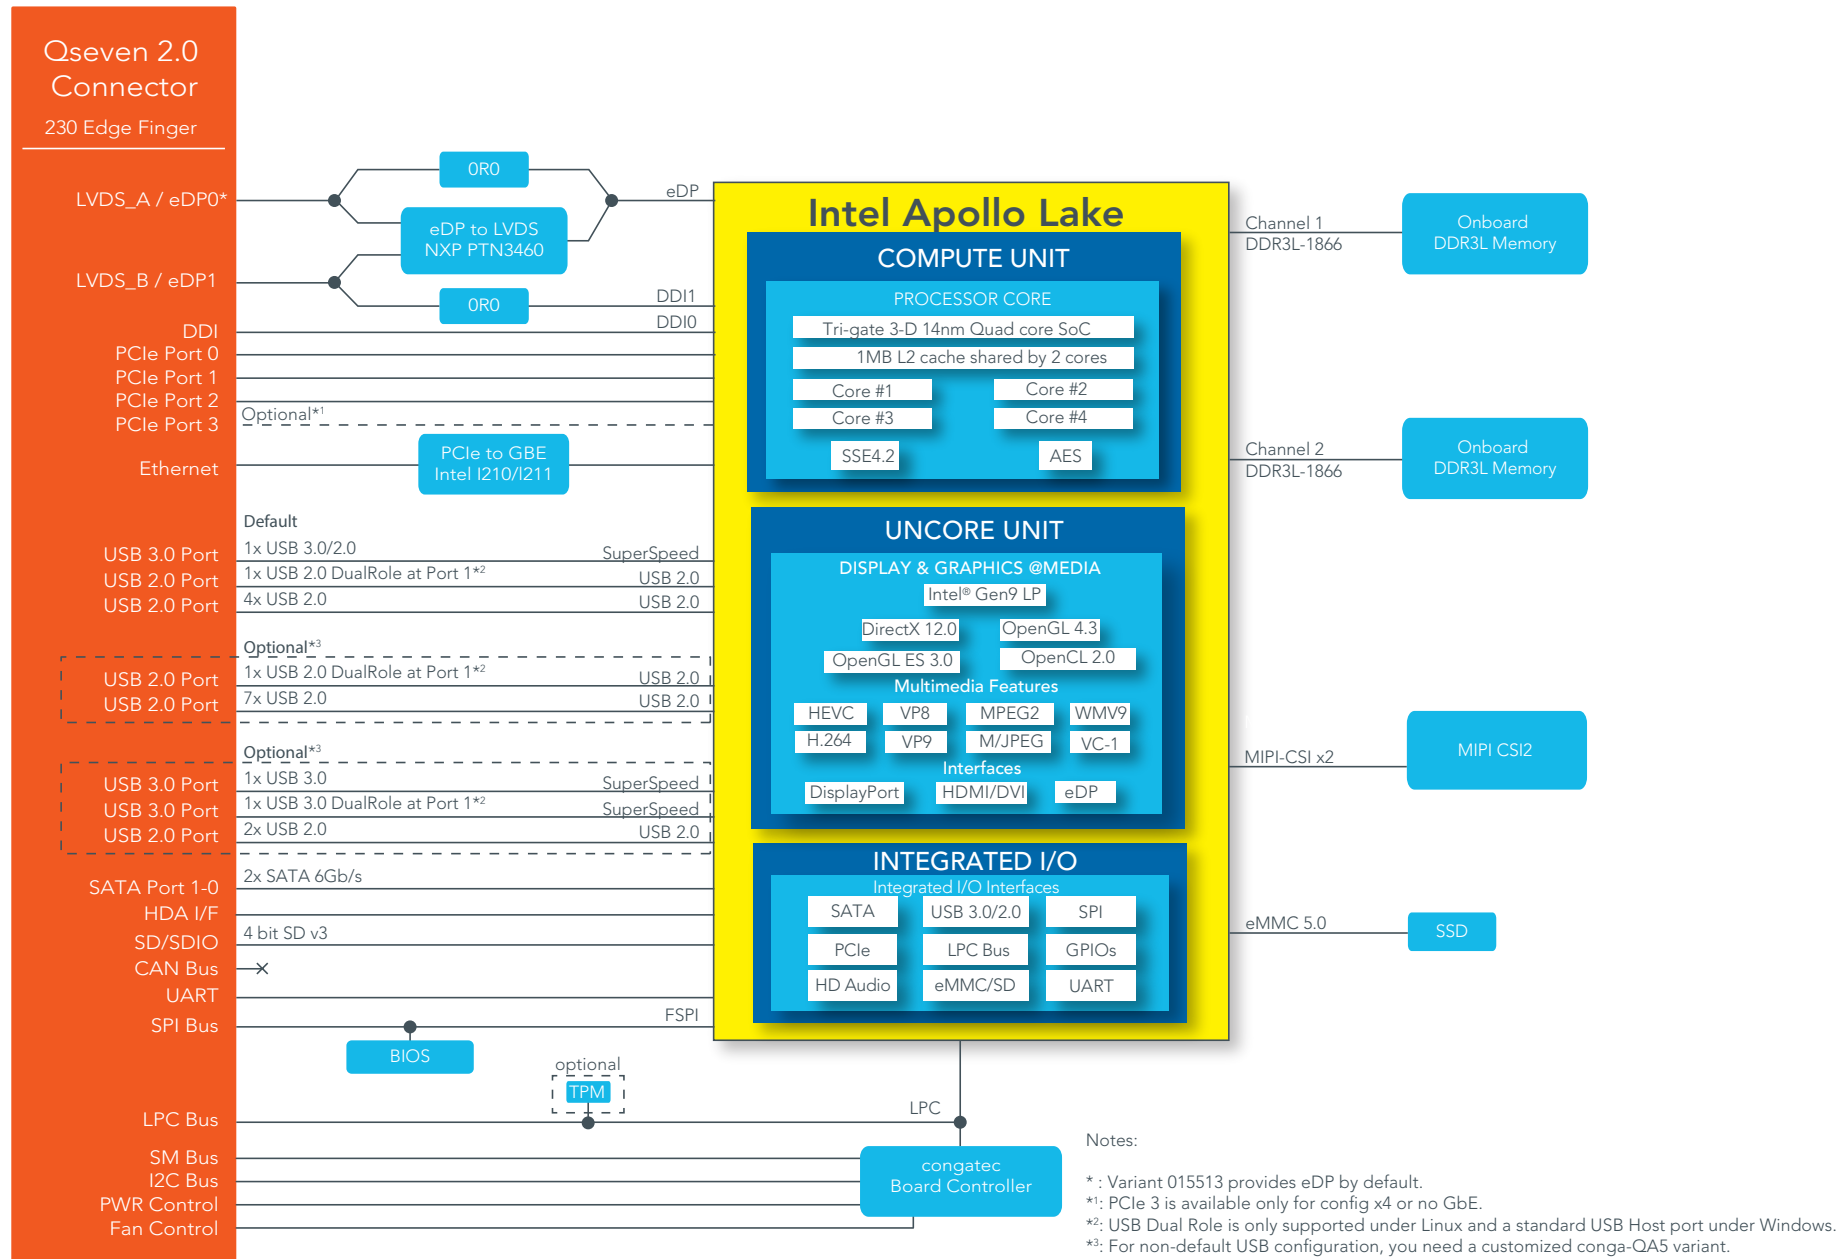 Qseven 2.0
Connector
230 Edge Finger
LVDS_A / eDP0*
LVDS_B / eDP1
DDI
PCIe Port 0
PCIe Port 1
PCIe Port 2
PCIe Port 3
Ethernet
USB 3.0 Port
USB 2.0 Port
USB 2.0 Port
USB 2.0 Port
USB 2.0 Port
USB 3.0 Port
USB 3.0 Port
USB 2.0 Port
SATA Port 1-0
HDA I/F
SD/SDIO
CAN Bus
UART
SPI Bus
LPC Bus
SM Bus
I2C Bus
PWR Control
Fan Control
0R0
eDP to LVDS
NXP PTN3460
0R0
eDP
DDI1
DDI0
Optional*1
PCIe to GBE
Intel I210/I211
Default
1x USB 3.0/2.0
SuperSpeed
1x USB 2.0 DualRole at Port 1*2
USB 2.0
4x USB 2.0
USB 2.0
Optional*3
1x USB 2.0 DualRole at Port 1*2
USB 2.0
7x USB 2.0
USB 2.0
Optional*3
1x USB 3.0
SuperSpeed
1x USB 3.0 DualRole at Port 1*2
SuperSpeed
2x USB 2.0
USB 2.0
2x SATA 6Gb/s
4 bit SD v3
FSPI
BIOS
optional
TPM
LPC
congatec
Board Controller
Intel Apollo Lake
COMPUTE UNIT
PROCESSOR CORE
Tri-gate 3-D 14nm Quad core SoC
1MB L2 cache shared by 2 cores
Core #1
Core #2
Core #3
Core #4
SSE4.2
AES
UNCORE UNIT
DISPLAY & GRAPHICS @MEDIA
Intel® Gen9 LP
DirectX 12.0
OpenGL 4.3
OpenGL ES 3.0
OpenCL 2.0
Multimedia Features
HEVC
VP8
MPEG2
WMV9
H.264
VP9
M/JPEG
VC-1
Interfaces
DisplayPort
HDMI/DVI
eDP
INTEGRATED I/O
Integrated I/O Interfaces
SATA
USB 3.0/2.0
SPI
PCIe
LPC Bus
GPIOs
HD Audio
eMMC/SD
UART
Channel 1
DDR3L-1866
Onboard
DDR3L Memory
Channel 2
DDR3L-1866
Onboard
DDR3L Memory
MIPI-CSI x2
MIPI CSI2
eMMC 5.0
SSD
Notes:
* : Variant 015513 provides eDP by default.
*1: PCIe 3 is available only for config x4 or no GbE.
*2: USB Dual Role is only supported under Linux and a standard USB Host port under Windows.
*3: For non-default USB configuration, you need a customized conga-QA5 variant.